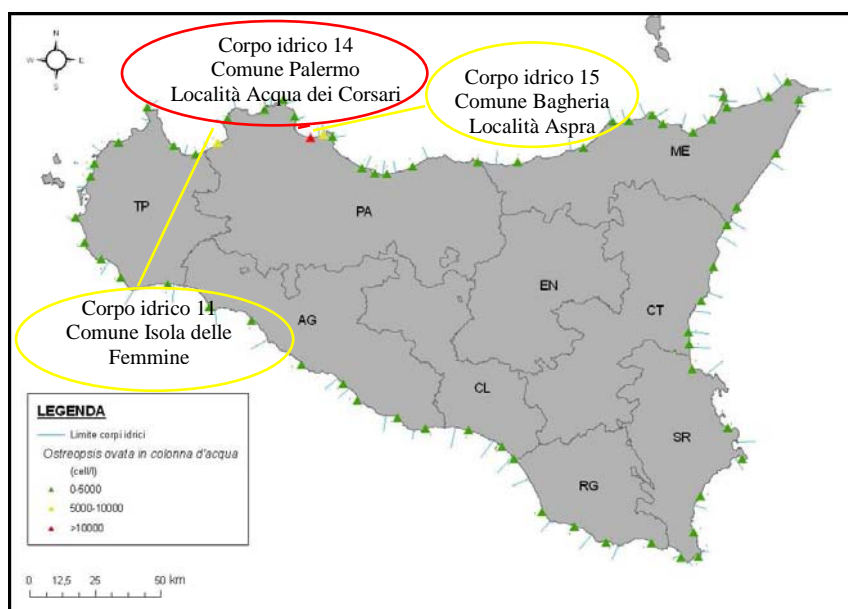 N
W
E
S
Corpo idrico 14
Comune Palermo
Località Acqua dei Corsari
Corpo idrico 15
Comune Bagheria
Località Aspra
ME
TP
PA
EN
CT
AG
Corpo idrico 11
Comune Isola delle
Femmine
CL
SR
RG
LEGENDA
Limite corpi idrici
Ostreopsis ovata in colonna d'acqua
(cell/l)
0-5000
5000-10000
>10000
0 12,5 25 50 km